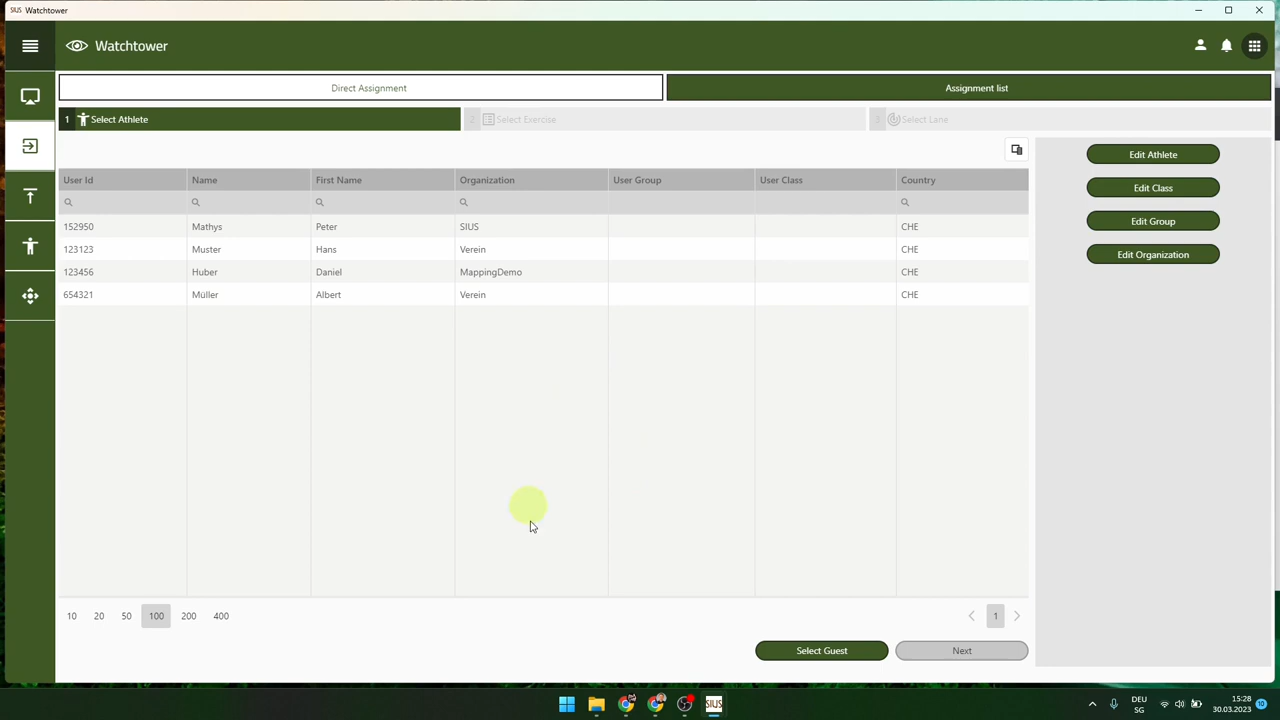 SIUS Watchtower
Watchtower
Direct Assignment
Assignment list
1 Select Athlete
2 Select Exercise
3 Select Lane
Edit Athlete
Edit Class
Edit Group
Edit Organization
User Id Name First Name Organization User Group User Class Country
152950 Mathys Peter SIUS CHE
123123 Muster Hans Verein CHE
123456 Huber Daniel MappingDemo CHE
654321 Müller Albert Verein CHE
10 20 50 100 200 400
1
Select Guest
Next
SIUS
DEU
SG
15:28
30.03.2023
10